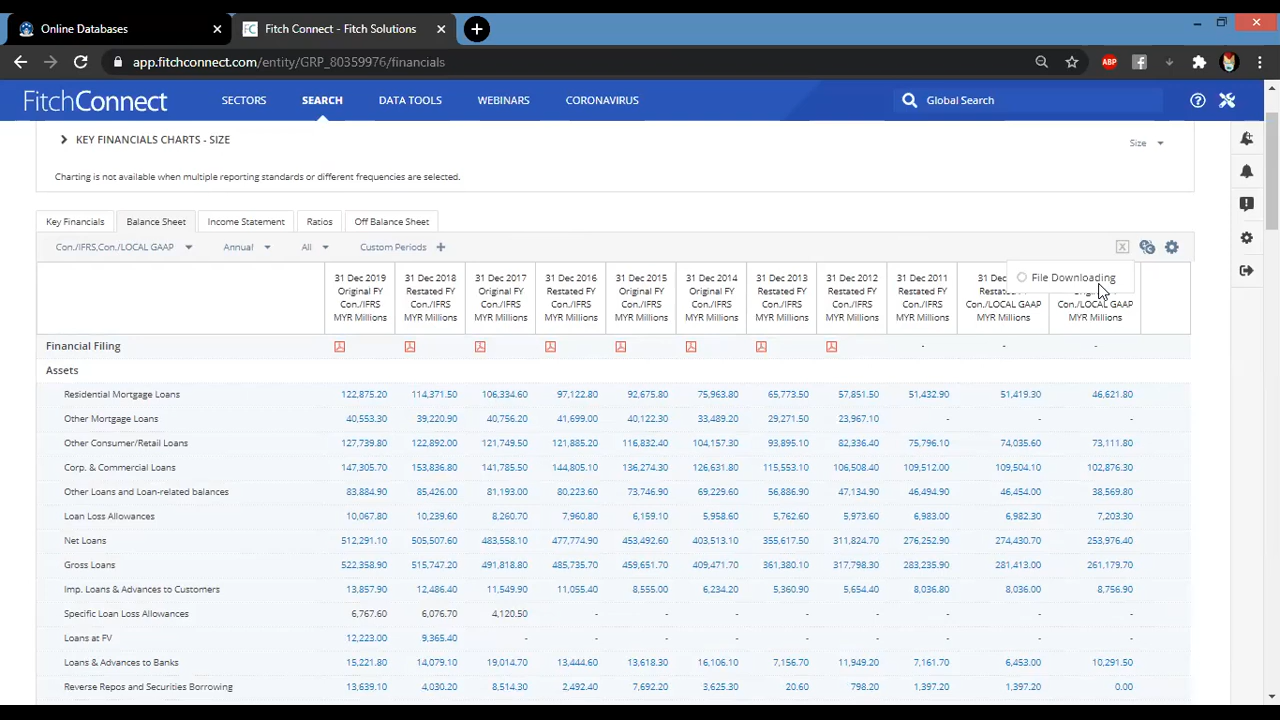 Online Databases
Fitch Connect - Fitch Solutions
app.fitchconnect.com/entity/GRP_80359976/financials
ABP
FitchConnect SECTORS SEARCH DATA TOOLS WEBINARS CORONAVIRUS Global Search
KEY FINANCIALS CHARTS - SIZE Size
Charting is not available when multiple reporting standards or different frequencies are selected.
Key Financials Balance Sheet Income Statement Ratios Off Balance Sheet
Con./IFRS,Con./LOCAL GAAP Annual All Custom Periods +
File Downloading
31 Dec 2019 31 Dec 2018 31 Dec 2017 31 Dec 2016 31 Dec 2015 31 Dec 2014 31 Dec 2013 31 Dec 2012 31 Dec 2011 31 Dec
Original FY Restated FY Original FY Restated FY Original FY Original FY Restated FY Restated FY Restated FY
Con./IFRS Con./IFRS Con./IFRS Con./IFRS Con./IFRS Con./IFRS Con./IFRS Con./IFRS Con./IFRS Con./LOCAL GAAP Con./LOCAL GAAP
MYR Millions MYR Millions MYR Millions MYR Millions MYR Millions MYR Millions MYR Millions MYR Millions MYR Millions MYR Millions MYR Millions
Financial Filing - - -
Assets
Residential Mortgage Loans 122,875.20 114,371.50 106,334.60 97,122.80 92,675.80 75,963.80 65,773.50 57,851.50 51,432.90 51,419.30 46,621.80
Other Mortgage Loans 40,553.30 39,220.90 40,756.20 41,699.00 40,122.30 33,489.20 29,271.50 23,967.10 - - -
Other Consumer/Retail Loans 127,739.80 122,892.00 121,749.50 121,885.20 116,832.40 104,157.30 93,895.10 82,336.40 75,796.10 74,035.60 73,111.80
Corp. & Commercial Loans 147,305.70 153,836.80 141,785.50 144,805.10 136,274.30 126,631.80 115,553.10 106,508.40 109,512.00 109,504.10 102,876.30
Other Loans and Loan-related balances 83,884.90 85,426.00 81,193.00 80,223.60 73,746.90 69,229.60 56,886.90 47,134.90 46,494.90 46,454.00 38,569.80
Loan Loss Allowances 10,067.80 10,239.60 8,260.70 7,960.80 6,159.10 5,958.60 5,762.60 5,973.60 6,983.00 6,982.30 7,203.30
Net Loans 512,291.10 505,507.60 483,558.10 477,774.90 453,492.60 403,513.10 355,617.50 311,824.70 276,252.90 274,430.70 253,976.40
Gross Loans 522,358.90 515,747.20 491,818.80 485,735.70 459,651.70 409,471.70 361,380.10 317,798.30 283,235.90 281,413.00 261,179.70
Imp. Loans & Advances to Customers 13,857.90 12,486.40 11,549.90 11,055.40 8,555.00 6,234.20 5,360.90 5,654.40 8,036.80 8,036.00 8,756.90
Specific Loan Loss Allowances 6,767.60 6,076.70 4,120.50 - - - - - - - -
Loans at FV 12,223.00 9,365.40 - - - - - - - - -
Loans & Advances to Banks 15,221.80 14,079.10 19,014.70 13,444.60 13,618.30 16,106.10 7,156.70 11,949.20 7,161.70 6,453.00 10,291.50
Reverse Repos and Securities Borrowing 13,639.10 4,030.20 8,514.30 2,492.40 7,692.20 3,625.30 20.60 798.20 1,397.20 1,397.20 0.00